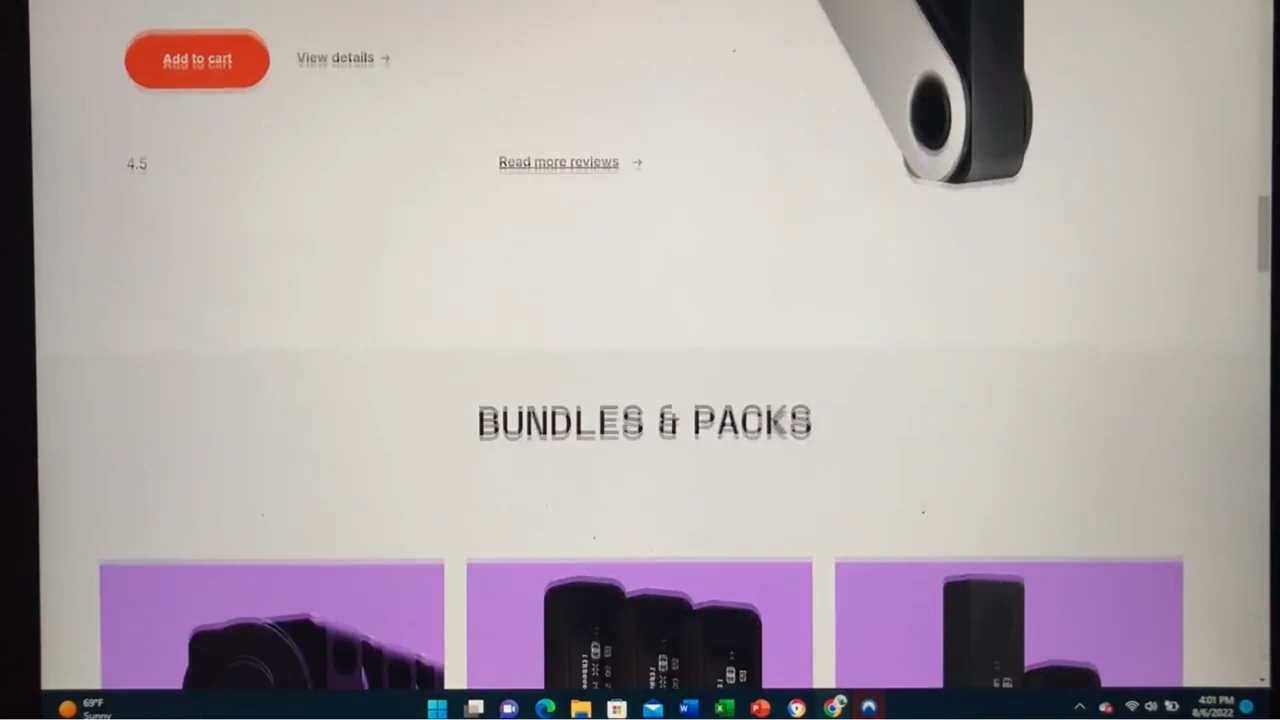 Add to cart
View details →
4.5
Read more reviews →
BUNDLES & PACKS
69°F
Sunny
4:01 PM
8/6/2022